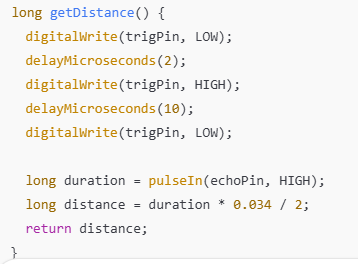 long getDistance() {
  digitalWrite(trigPin, LOW);
  delayMicroseconds(2);
  digitalWrite(trigPin, HIGH);
  delayMicroseconds(10);
  digitalWrite(trigPin, LOW);

  long duration = pulseIn(echoPin, HIGH);
  long distance = duration * 0.034 / 2;
  return distance;
}